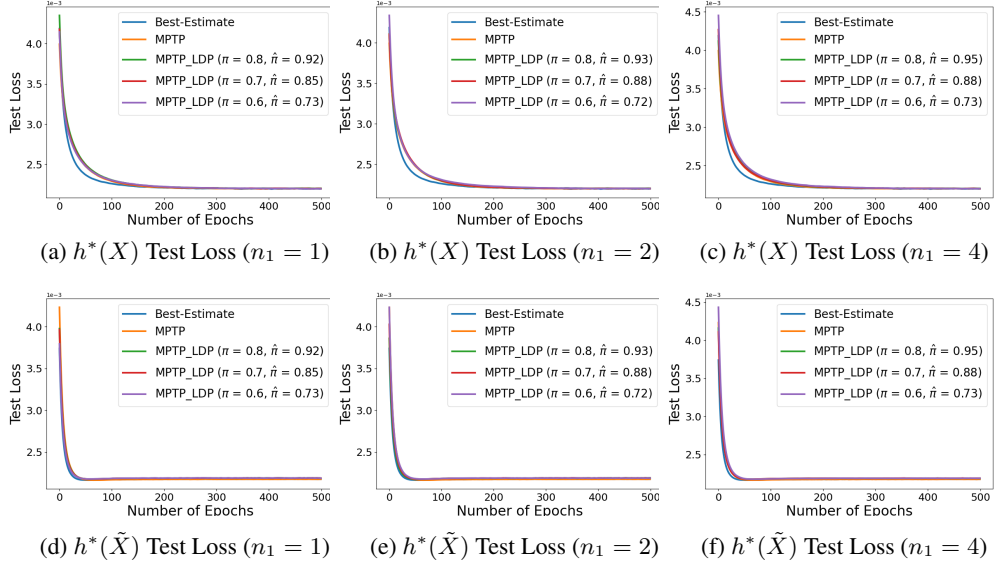 1e-3
Test Loss
4.0
3.5
3.0
2.5
0 100 200 300 400 500
Number of Epochs
Best-Estimate
MPTP
MPTP_LDP (π = 0.8, π̂ = 0.92)
MPTP_LDP (π = 0.7, π̂ = 0.85)
MPTP_LDP (π = 0.6, π̂ = 0.73)
(a) h*(X) Test Loss (n₁ = 1)
1e-3
Test Loss
4.0
3.5
3.0
2.5
0 100 200 300 400 500
Number of Epochs
Best-Estimate
MPTP
MPTP_LDP (π = 0.8, π̂ = 0.93)
MPTP_LDP (π = 0.7, π̂ = 0.88)
MPTP_LDP (π = 0.6, π̂ = 0.72)
(b) h*(X) Test Loss (n₁ = 2)
1e-3
Test Loss
4.5
4.0
3.5
3.0
2.5
0 100 200 300 400 500
Number of Epochs
Best-Estimate
MPTP
MPTP_LDP (π = 0.8, π̂ = 0.95)
MPTP_LDP (π = 0.7, π̂ = 0.88)
MPTP_LDP (π = 0.6, π̂ = 0.73)
(c) h*(X) Test Loss (n₁ = 4)
1e-3
Test Loss
4.0
3.5
3.0
2.5
0 100 200 300 400 500
Number of Epochs
Best-Estimate
MPTP
MPTP_LDP (π = 0.8, π̂ = 0.92)
MPTP_LDP (π = 0.7, π̂ = 0.85)
MPTP_LDP (π = 0.6, π̂ = 0.73)
(d) h*(X̃) Test Loss (n₁ = 1)
1e-3
Test Loss
4.0
3.5
3.0
2.5
0 100 200 300 400 500
Number of Epochs
Best-Estimate
MPTP
MPTP_LDP (π = 0.8, π̂ = 0.93)
MPTP_LDP (π = 0.7, π̂ = 0.88)
MPTP_LDP (π = 0.6, π̂ = 0.72)
(e) h*(X̃) Test Loss (n₁ = 2)
1e-3
Test Loss
4.5
4.0
3.5
3.0
2.5
0 100 200 300 400 500
Number of Epochs
Best-Estimate
MPTP
MPTP_LDP (π = 0.8, π̂ = 0.95)
MPTP_LDP (π = 0.7, π̂ = 0.88)
MPTP_LDP (π = 0.6, π̂ = 0.73)
(f) h*(X̃) Test Loss (n₁ = 4)